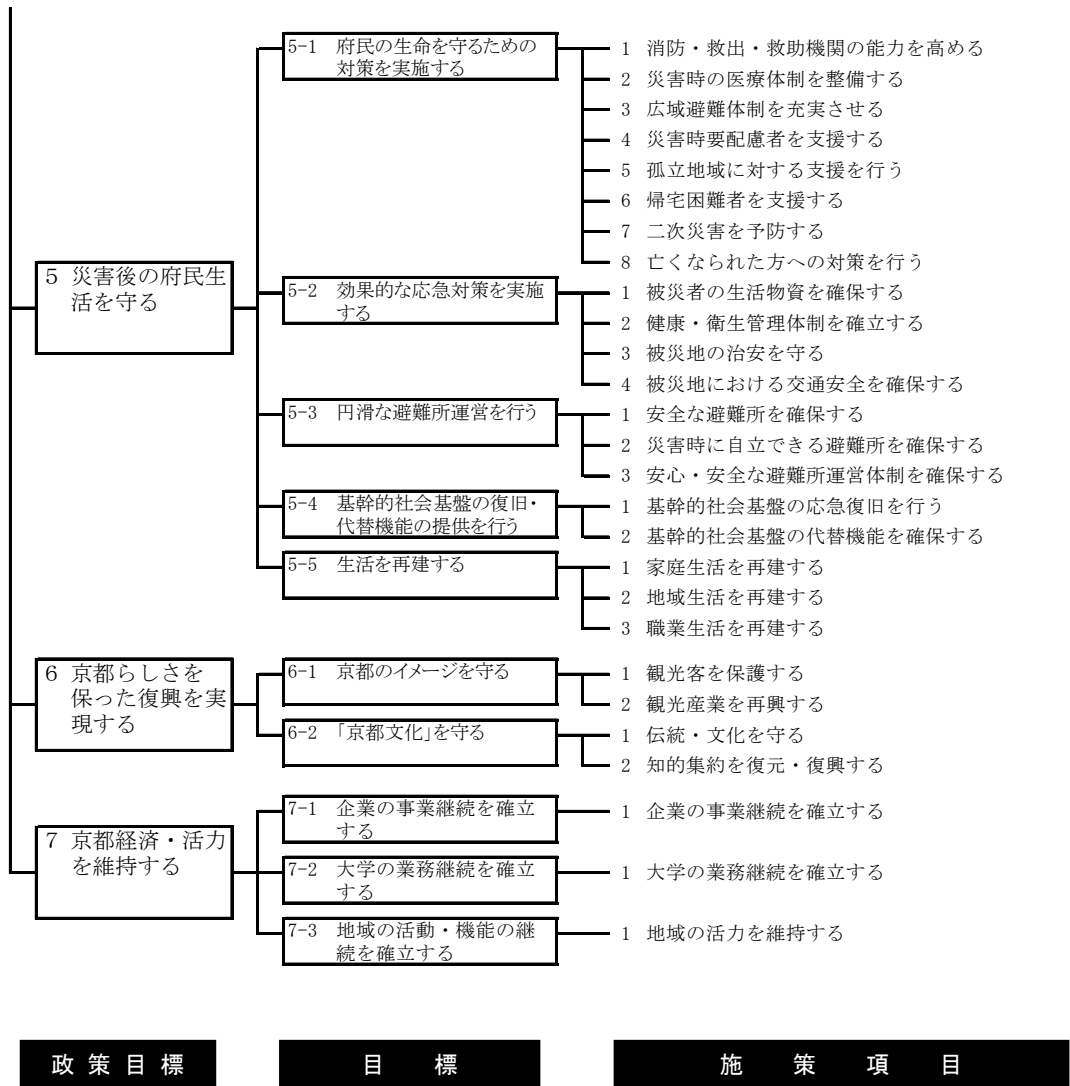 5-1 府民の生命を守るための
対策を実施する
1 消防・救出・救助機関の能力を高める
2 災害時の医療体制を整備する
3 広域避難体制を充実させる
4 災害時要配慮者を支援する
5 孤立地域に対する支援を行う
6 帰宅困難者を支援する
7 二次災害を予防する
8 亡くなられた方への対策を行う
5 災害後の府民生
活を守る
5-2 効果的な応急対策を実施
する
1 被災者の生活物資を確保する
2 健康・衛生管理体制を確立する
3 被災地の治安を守る
4 被災地における交通安全を確保する
5-3 円滑な避難所運営を行う
1 安全な避難所を確保する
2 災害時に自立できる避難所を確保する
3 安心・安全な避難所運営体制を確保する
5-4 基幹的社会基盤の復旧・
代替機能の提供を行う
1 基幹的社会基盤の応急復旧を行う
2 基幹的社会基盤の代替機能を確保する
5-5 生活を再建する
1 家庭生活を再建する
2 地域生活を再建する
3 職業生活を再建する
6 京都らしさを
保った復興を実
現する
6-1 京都のイメージを守る
1 観光客を保護する
2 観光産業を再興する
6-2 「京都文化」を守る
1 伝統・文化を守る
2 知的集約を復元・復興する
7 京都経済・活力
を維持する
7-1 企業の事業継続を確立
する
1 企業の事業継続を確立する
7-2 大学の業務継続を確立
する
1 大学の業務継続を確立する
7-3 地域の活動・機能の継
続を確立する
1 地域の活力を維持する
政策目標
目標
施策項目